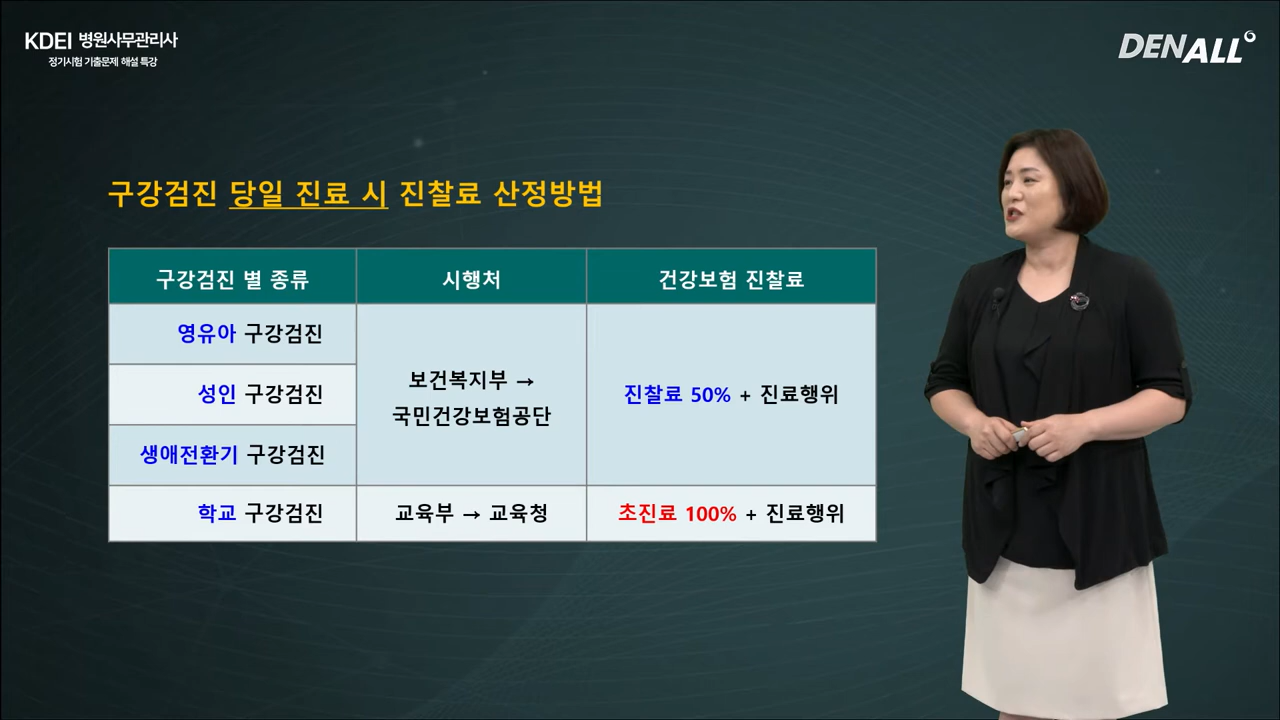 KDEI 병원사무관리사
정기시험 기출문제 해설 특강
DENALL
구강검진 당일 진료 시 진찰료 산정방법
구강검진 별 종류
시행처
건강보험 진찰료
영유아 구강검진
성인 구강검진
생애전환기 구강검진
보건복지부 →
국민건강보험공단
진찰료 50% + 진료행위
학교 구강검진
교육부 → 교육청
초진료 100% + 진료행위